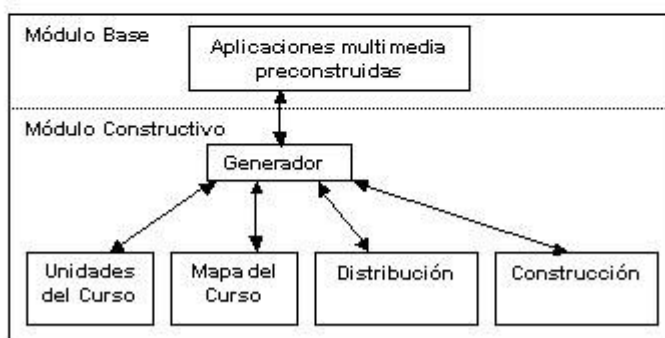 Módulo Base
Aplicaciones multimedia
preconstruidas
Módulo Constructivo
Generador
Unidades
del Curso
Mapa del
Curso
Distribución
Construcción